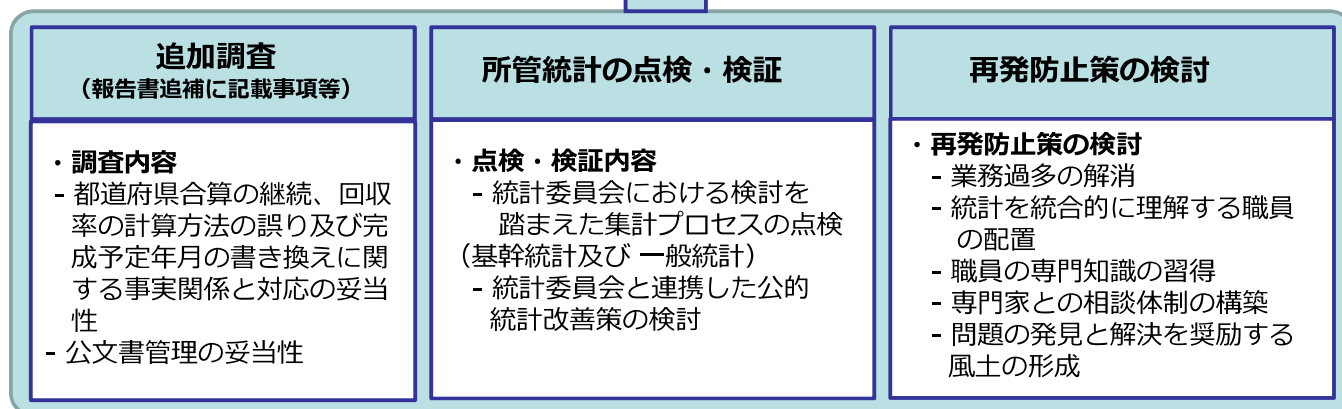 追加調査
（報告書追補に記載事項等）
・調査内容
- 都道府県合算の継続、回収
率の計算方法の誤り及び完
成予定年月の書き換えに関
する事実関係と対応の妥当
性
- 公文書管理の妥当性
所管統計の点検・検証
・点検・検証内容
- 統計委員会における検討を
踏まえた集計プロセスの点検
（基幹統計及び 一般統計）
- 統計委員会と連携した公的
統計改善策の検討
再発防止策の検討
・再発防止策の検討
- 業務過多の解消
- 統計を統合的に理解する職員
の配置
- 職員の専門知識の習得
- 専門家との相談体制の構築
- 問題の発見と解決を奨励する
風土の形成